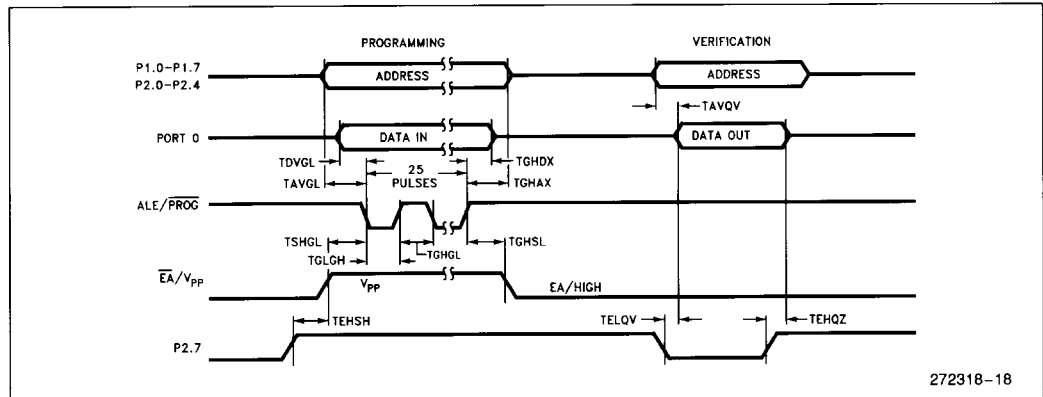 PROGRAMMING
VERIFICATION
P1.0–P1.7
P2.0–P2.4
ADDRESS
ADDRESS
TAVQV
PORT 0
DATA IN
DATA OUT
TDVGL
25
PULSES
TGHDX
TAVGL
TGHAX
ALE/PROG
TSHGL
TGHGL
TGHSL
TGLGH
EA/VPP
VPP
EA/HIGH
TEHSH
TELQV
TEHQZ
P2.7
272318–18